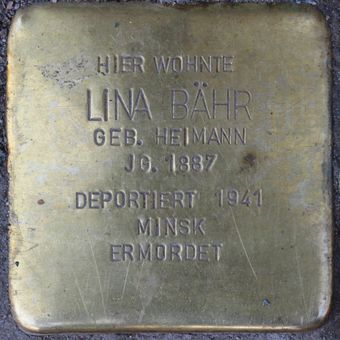 HIER WOHNTE
LINA BÄHR
GEB. HEIMANN
JG. 1887
DEPORTIERT 1941
MINSK
ERMORDET